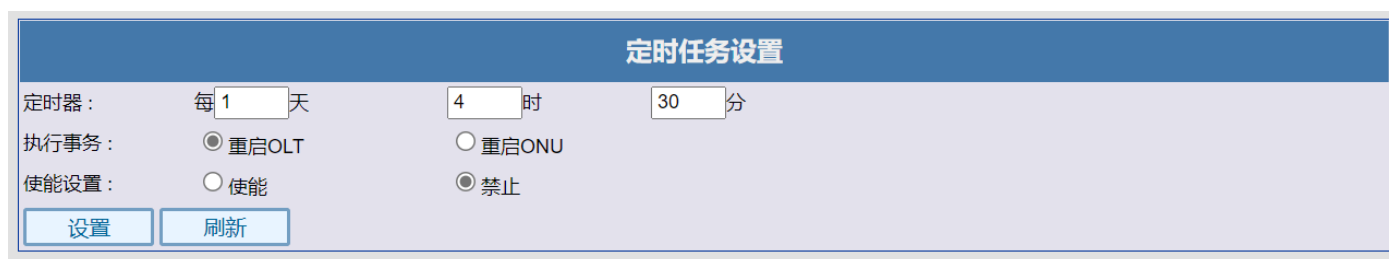 定时任务设置
定时器： 每 1 天 4 时 30 分
执行事务： 重启OLT 重启ONU
使能设置： 使能 禁止
设置 刷新